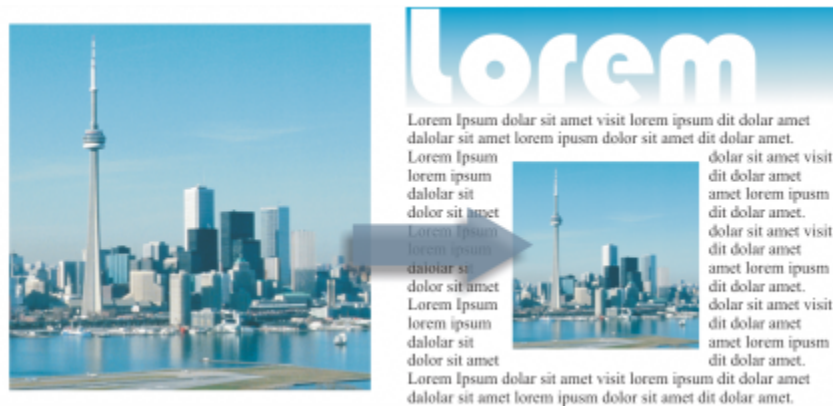 Lorem
Lorem Ipsum dolar sit amet visit lorem ipsum dit dolar amet
dalolar sit amet lorem ipusm dolor sit amet dit dolar amet.
Lorem Ipsum dolar sit amet visit
lorem ipsum dit dolar amet
dalolar sit amet lorem ipusm
dolor sit amet dit dolar amet.
Lorem Ipsum dolar sit amet visit
lorem ipsum dit dolar amet
dalolar sit amet lorem ipusm
dolor sit amet dit dolar amet.
Lorem Ipsum dolar sit amet visit
lorem ipsum dit dolar amet
dalolar sit amet lorem ipusm
dolor sit amet dit dolar amet.
Lorem Ipsum dolar sit amet visit lorem ipsum dit dolar amet
dalolar sit amet lorem ipusm dolor sit amet dit dolar amet.